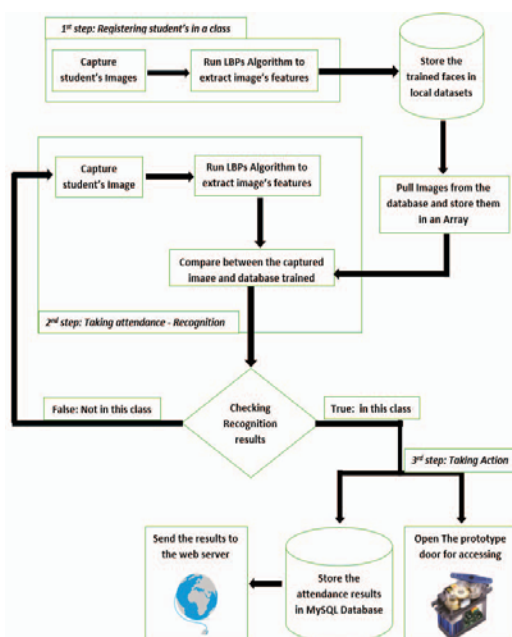 1st step: Registering student's in a class
Capture
student's Images
Run LBPs Algorithm to
extract image's features
Store the
trained faces in
local datasets
Capture
student's Image
Run LBPs Algorithm to
extract image's features
Pull Images from the
database and store them
in an Array
Compare between the captured
image and database trained
2nd step: Taking attendance - Recognition
False: Not in this class
Checking
Recognition
results
True: in this class
3rd step: Taking Action
Send the results to
the web server
Store the
attendance results
in MySQL Database
Open The prototype
door for accessing